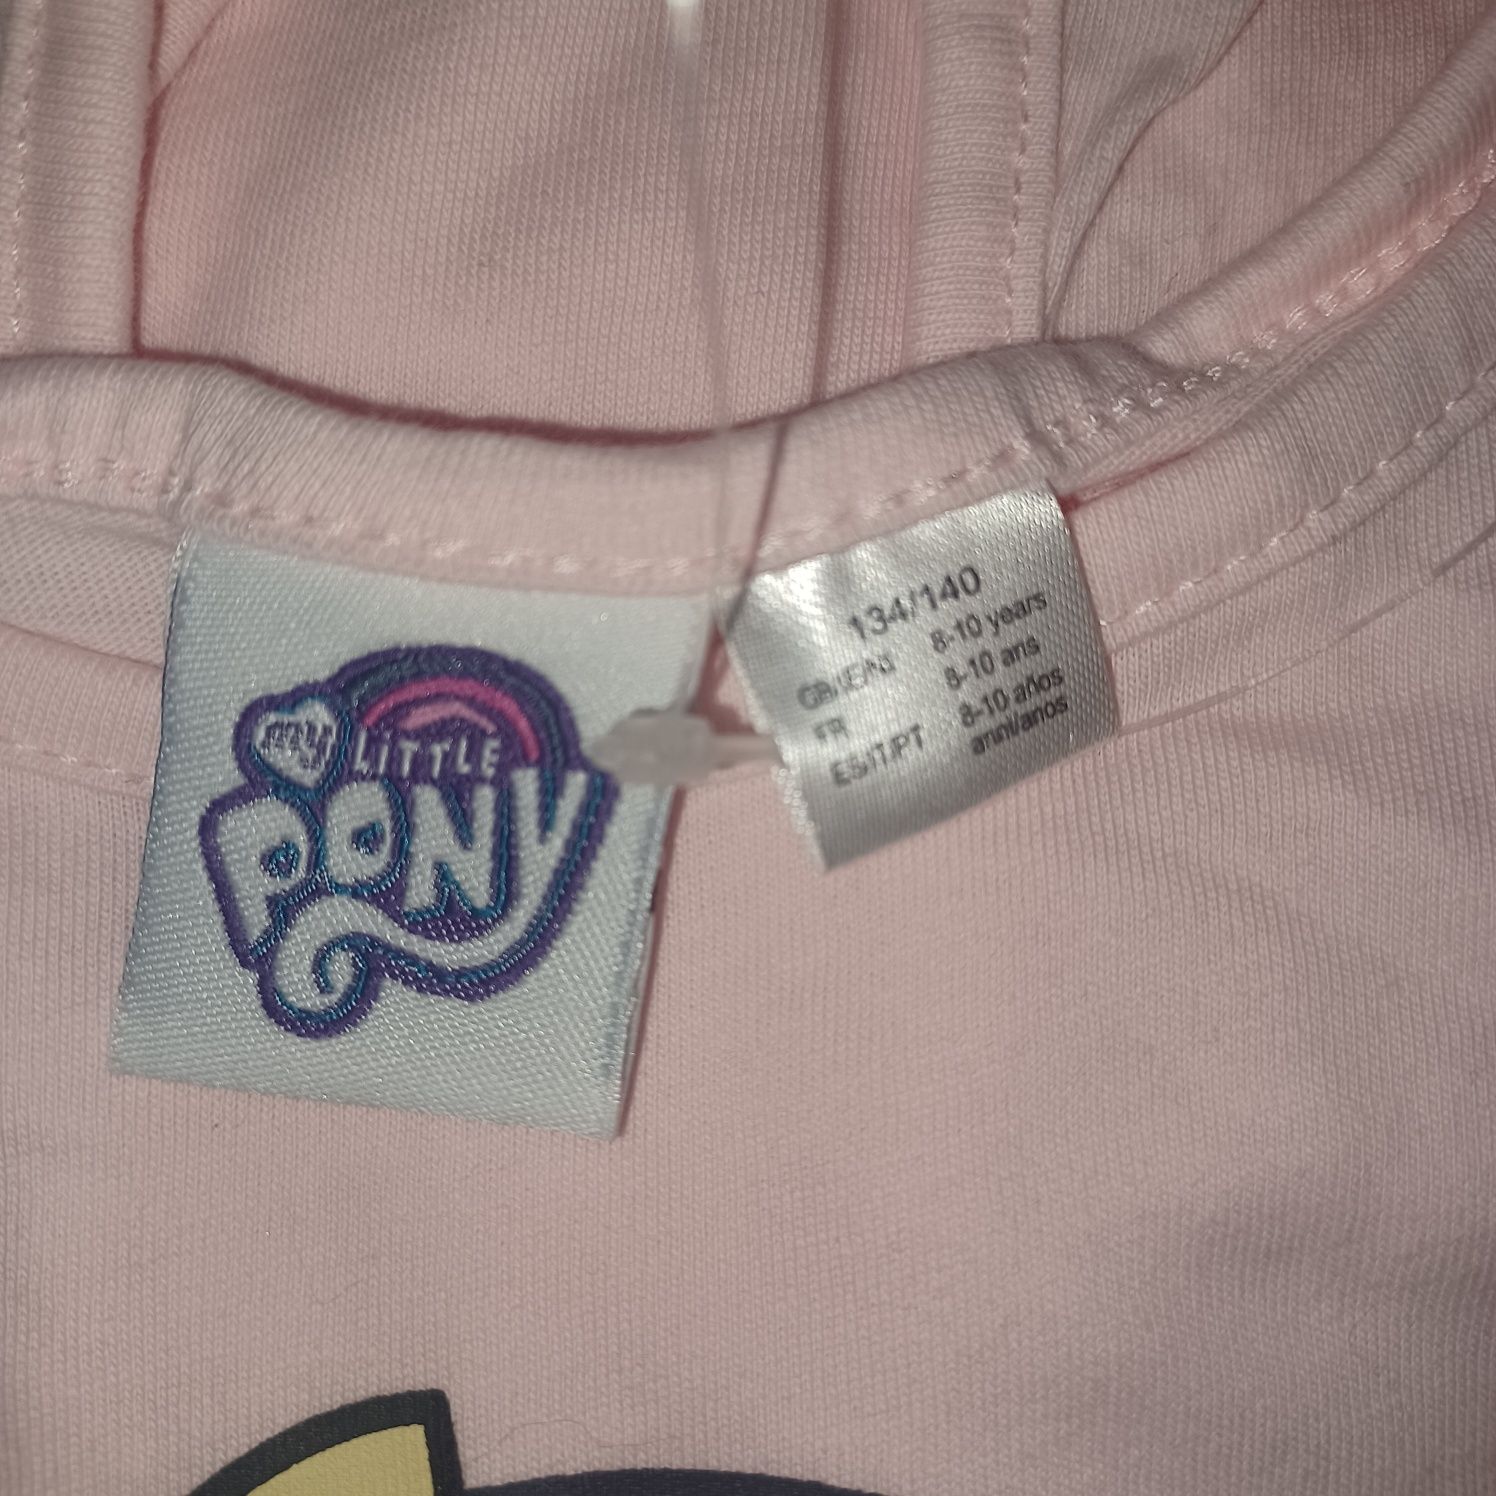 my LiTTLE
PONY
134/140
GB/IE/NI 8-10 years
FR 8-10 ans
ES/IT/PT 8-10 años
anni/anos